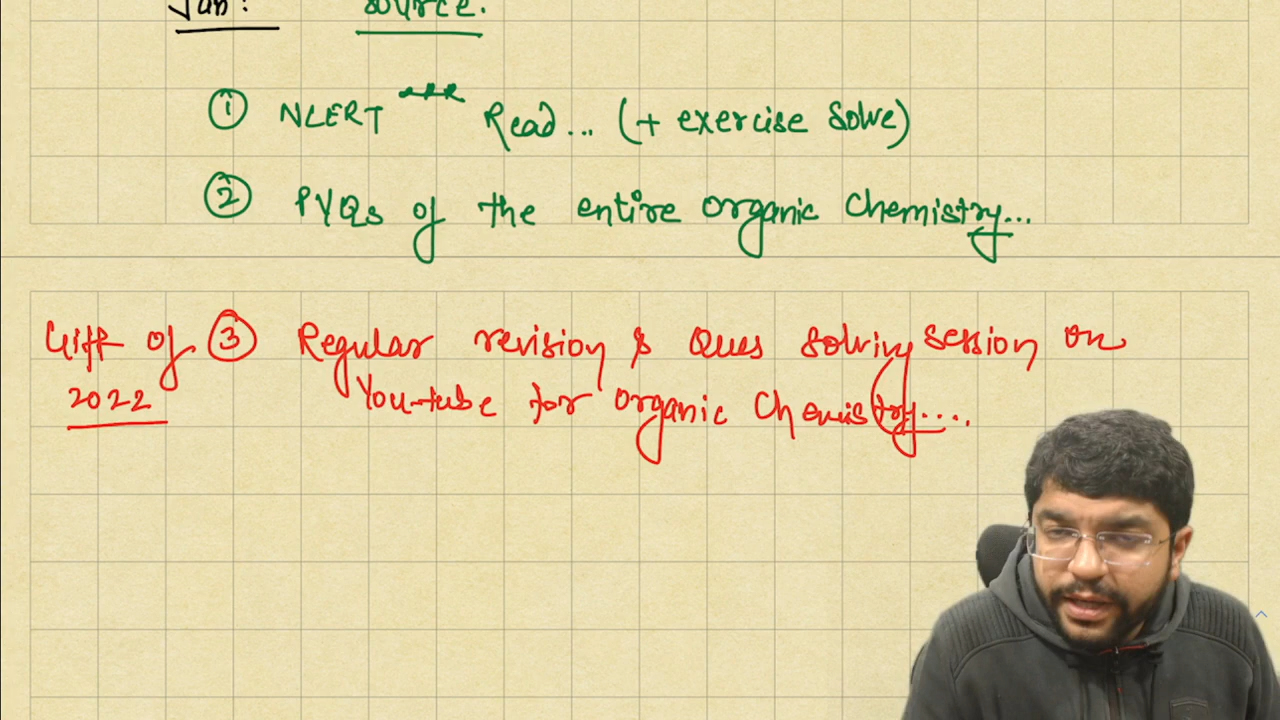 Jan: Source.
① NCERT *** Read... (+ exercise solve)
② PYQs of the entire organic Chemistry...
Gift of ③ Regular revision & Ques solving session on
2022 You-tube for organic Chemistry....